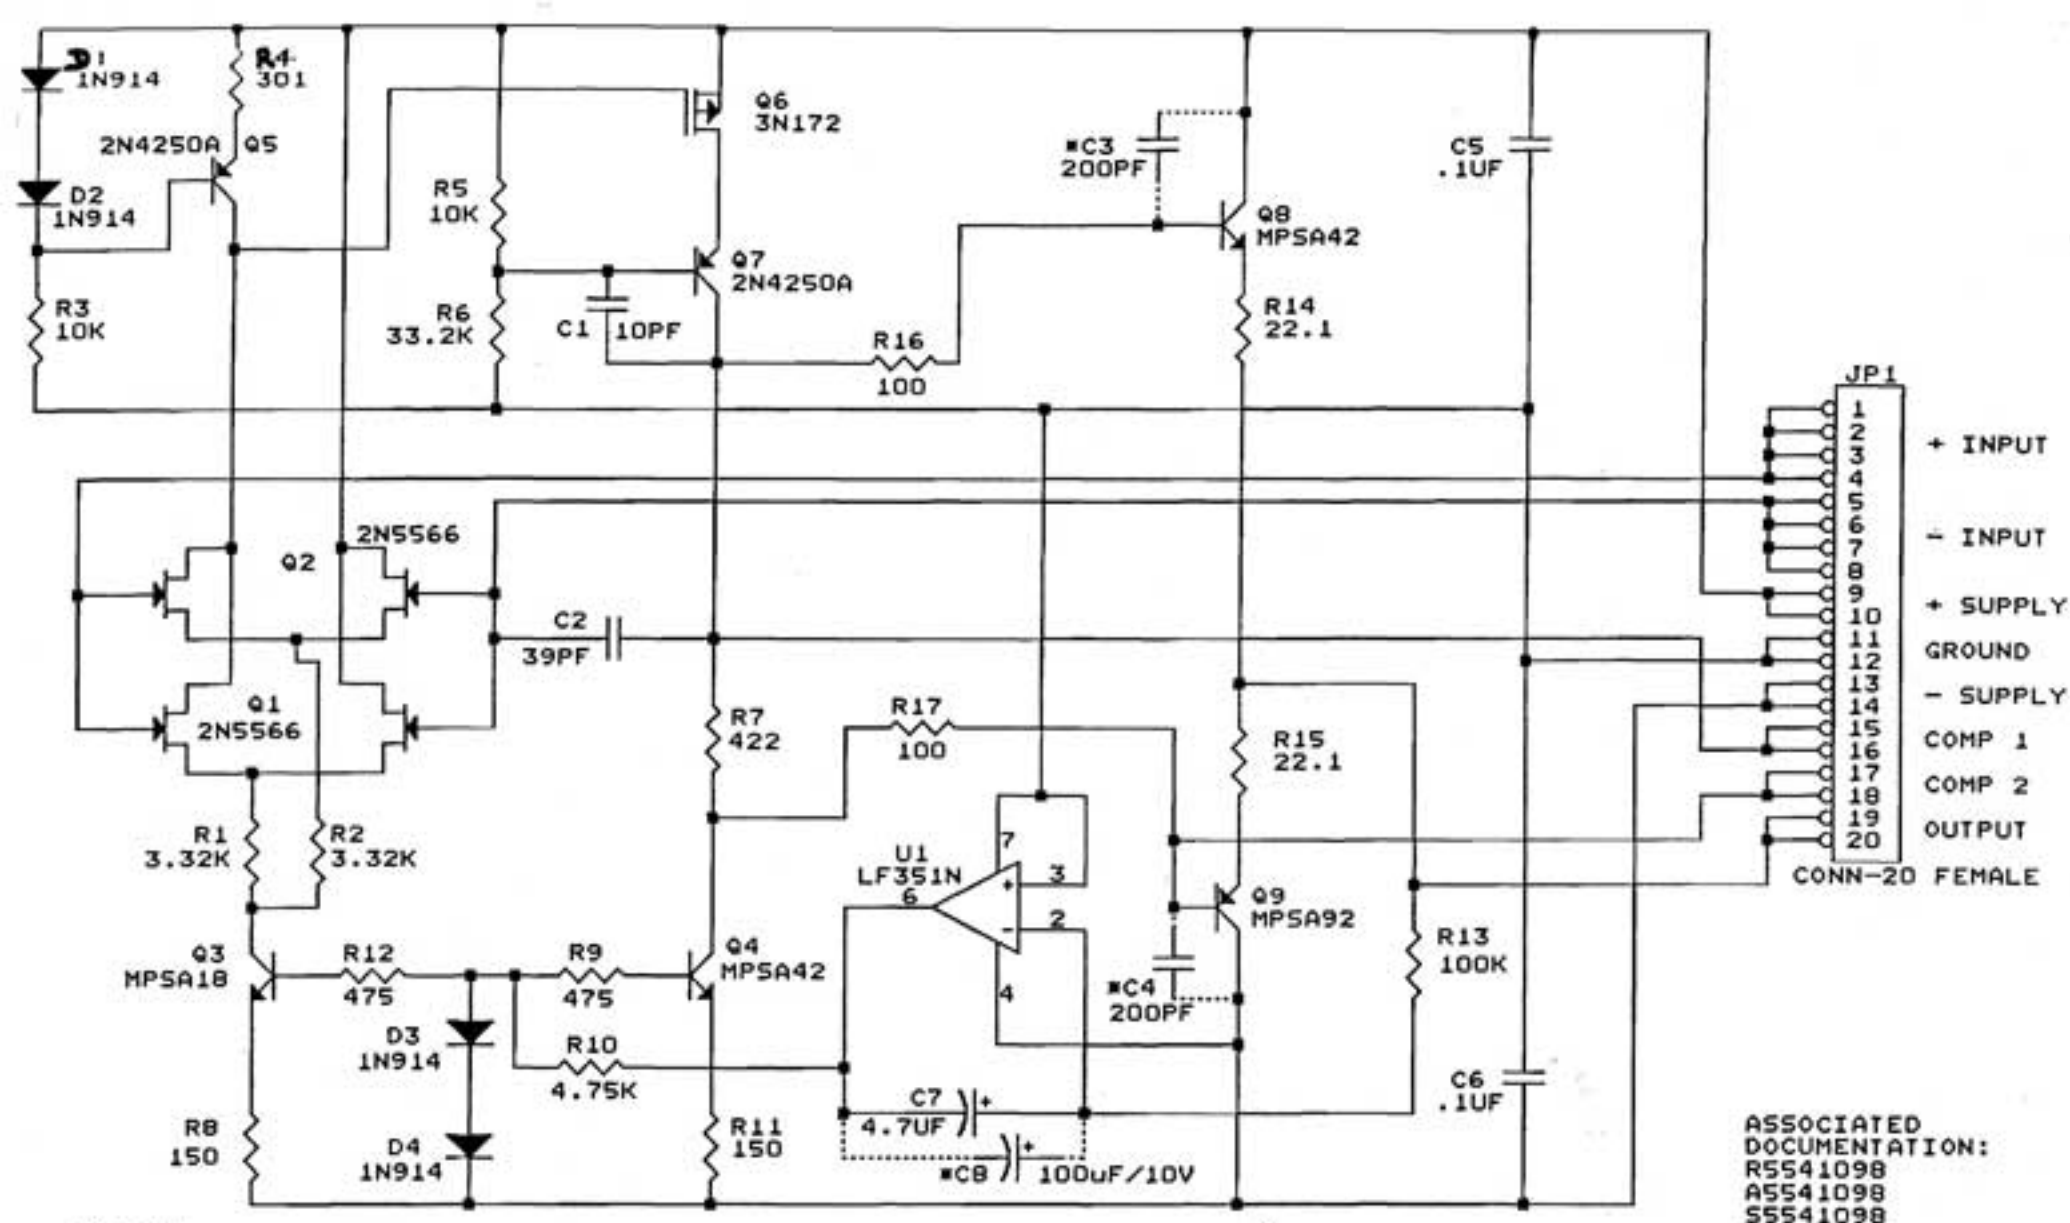 D1
1N914
R4
301
2N4250A Q5
D2
1N914
R3
10K
R5
10K
R6
33.2K
C1 10PF
Q6
3N172
Q7
2N4250A
R16
100
*C3
200PF
Q8
MPSA42
R14
22.1
C5
.1UF
JP1
1
2
3
4
5
6
7
8
9
10
11
12
13
14
15
16
17
18
19
20
+ INPUT
- INPUT
+ SUPPLY
GROUND
- SUPPLY
COMP 1
COMP 2
OUTPUT
CONN-20 FEMALE
2N5566
Q2
Q1
2N5566
C2
39PF
R7
422
R17
100
R15
22.1
R1
3.32K
R2
3.32K
U1
LF351N
7
3
6
2
4
+
-
Q9
MPSA92
R13
100K
Q3
MPSA18
R12
475
R9
475
Q4
MPSA42
*C4
200PF
D3
1N914
R10
4.75K
C7
4.7UF
+
*C8
+
100uF/10V
C6
.1UF
R8
150
D4
1N914
R11
150
ASSOCIATED
DOCUMENTATION:
R5541098
A5541098
S5541098